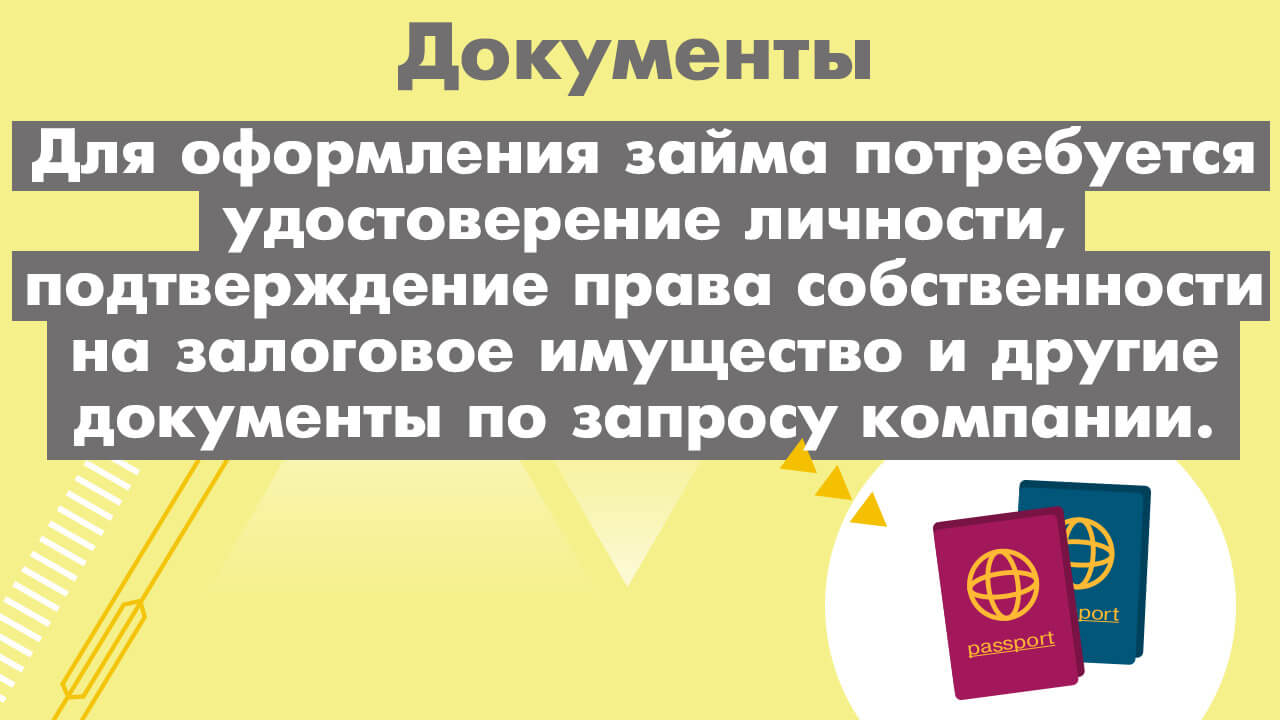 Документы
Для оформления займа потребуется
удостоверение личности,
подтверждение права собственности
на залоговое имущество и другие
документы по запросу компании.
passport
port